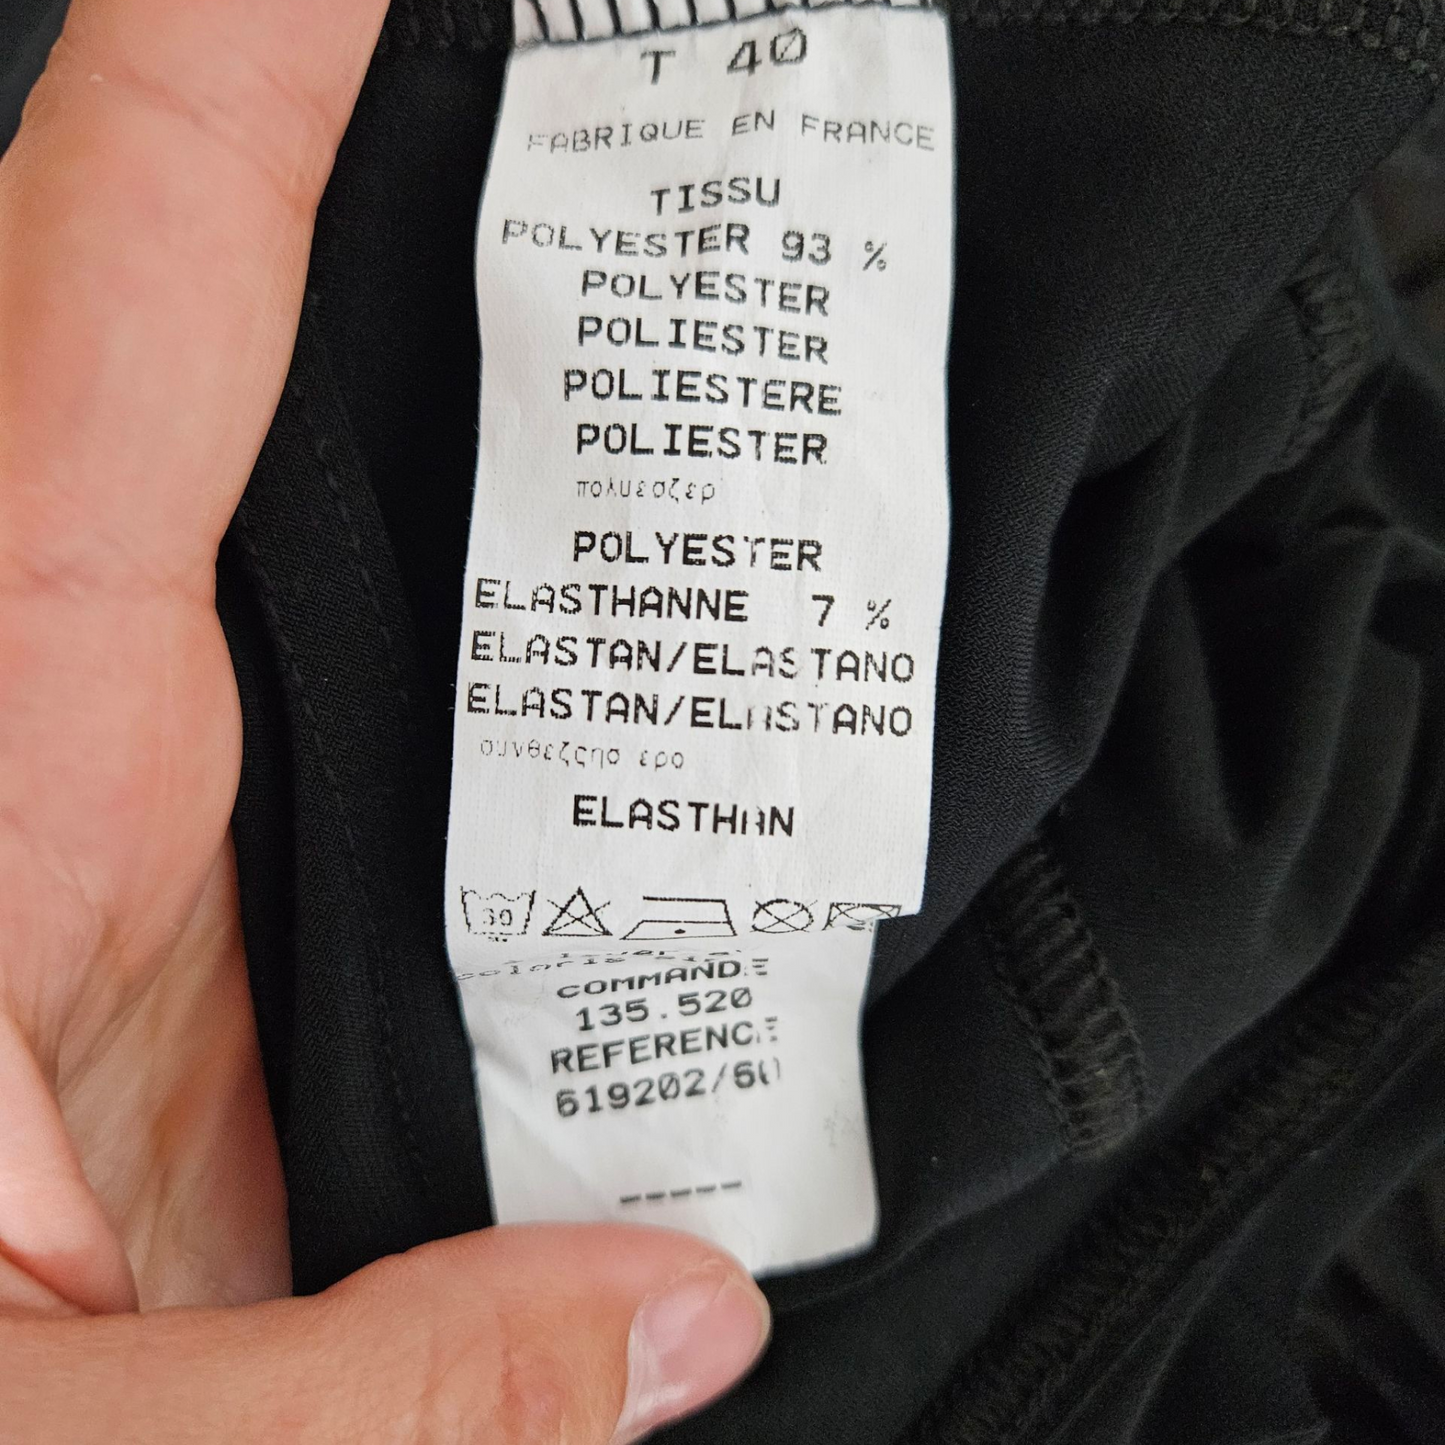 T 40
FABRIQUE EN FRANCE
TISSU
POLYESTER 93 %
POLYESTER
POLIESTER
POLIESTERE
POLIESTER
πολυεσζερ
POLYESTER
ELASTHANNE 7 %
ELASTAN/ELASTANO
ELASTAN/ELASTANO
συνθεζςησ ερο
ELASTHAN
COMMANDE
135.520
REFERENCE
619202/60
-----